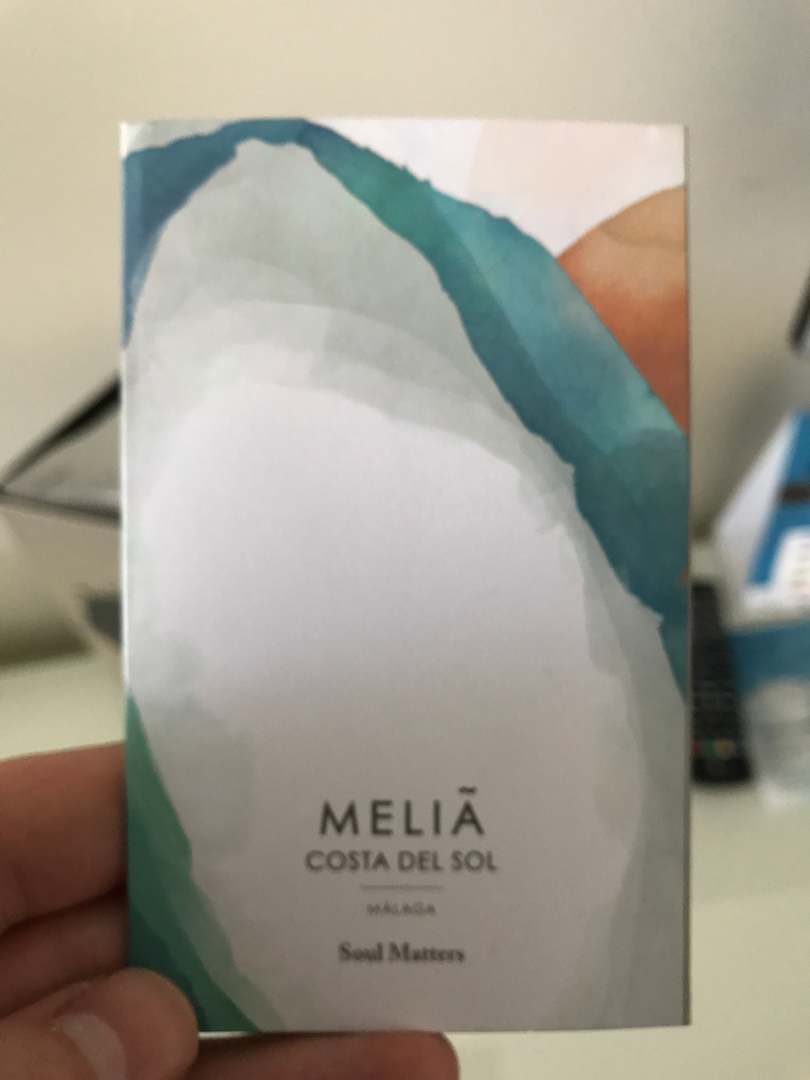 MELIÃ
COSTA DEL SOL
MÁLAGA
Soul Matters